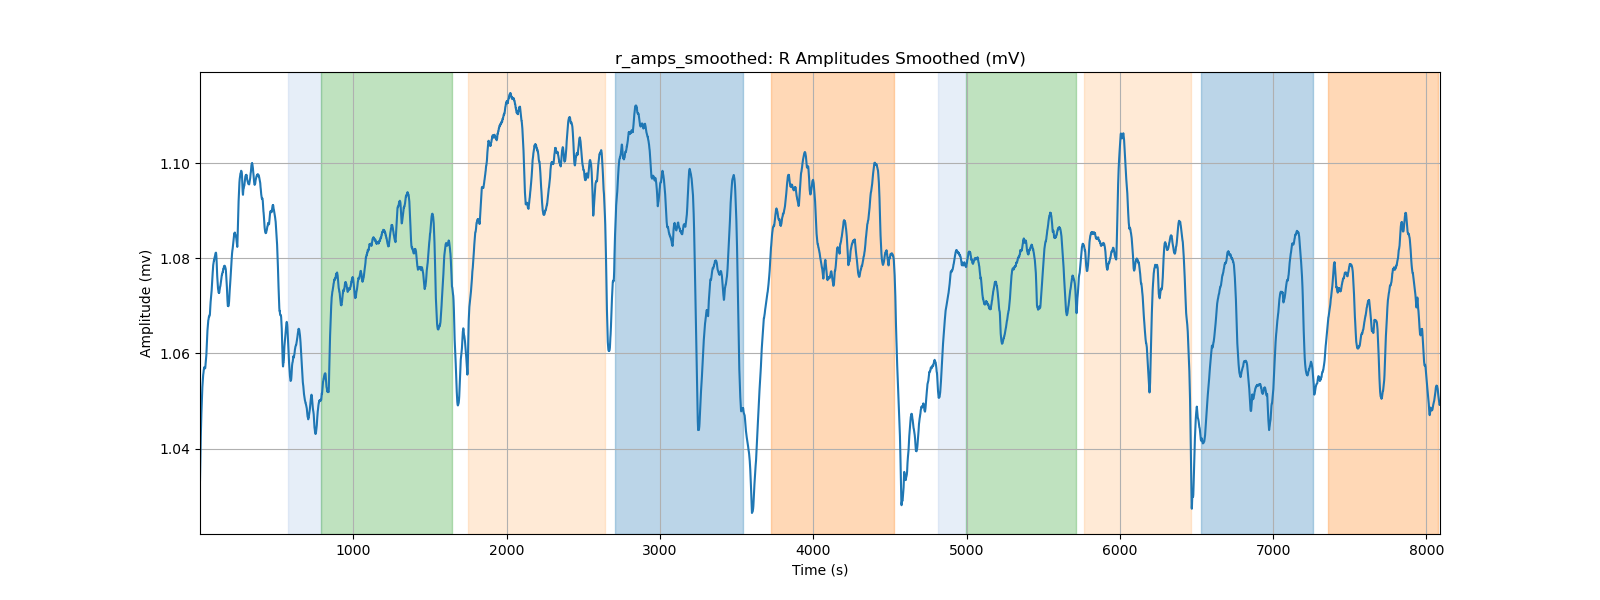 r_amps_smoothed: R Amplitudes Smoothed (mV)
Amplitude (mv)
1.10
1.08
1.06
1.04
1000 2000 3000 4000 5000 6000 7000 8000
Time (s)